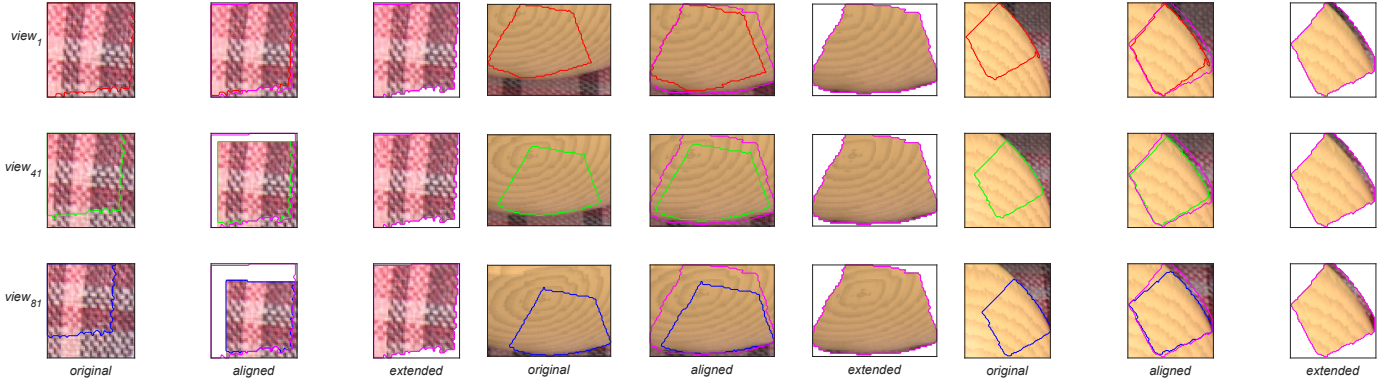 view₁
view₄₁
view₈₁
original aligned extended original aligned extended original aligned extended